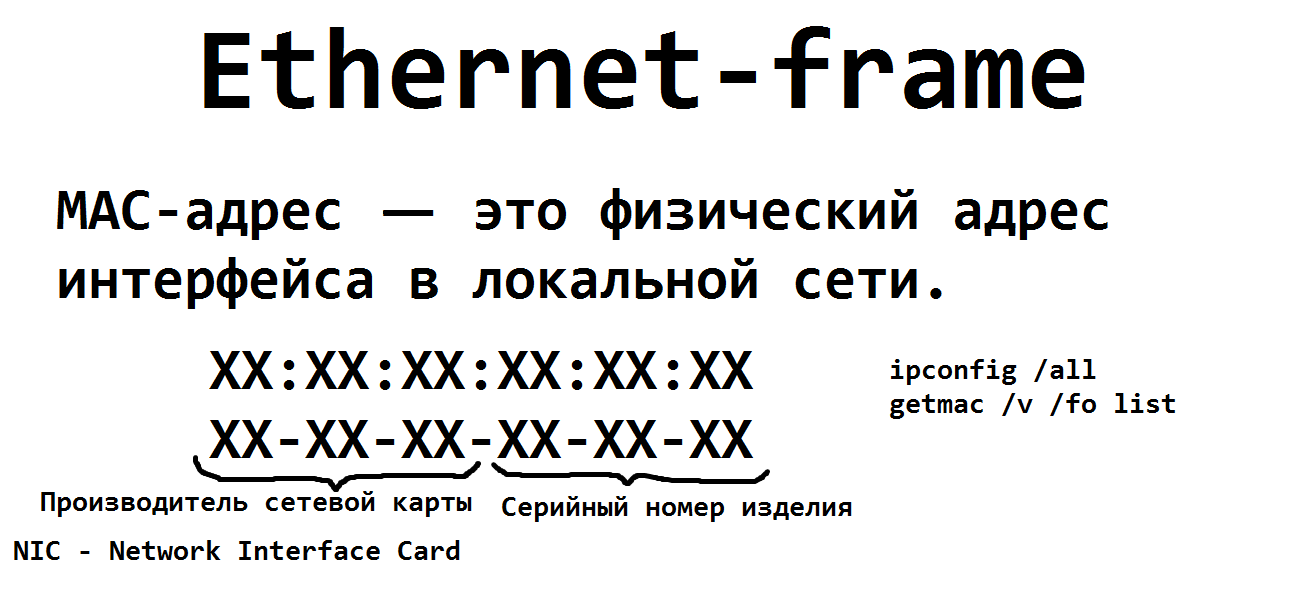 Ethernet-frame
MAC-адрес — это физический адрес
интерфейса в локальной сети.
XX:XX:XX:XX:XX:XX
ipconfig /all
getmac /v /fo list
XX-XX-XX-XX-XX-XX
Производитель сетевой карты
Серийный номер изделия
NIC - Network Interface Card